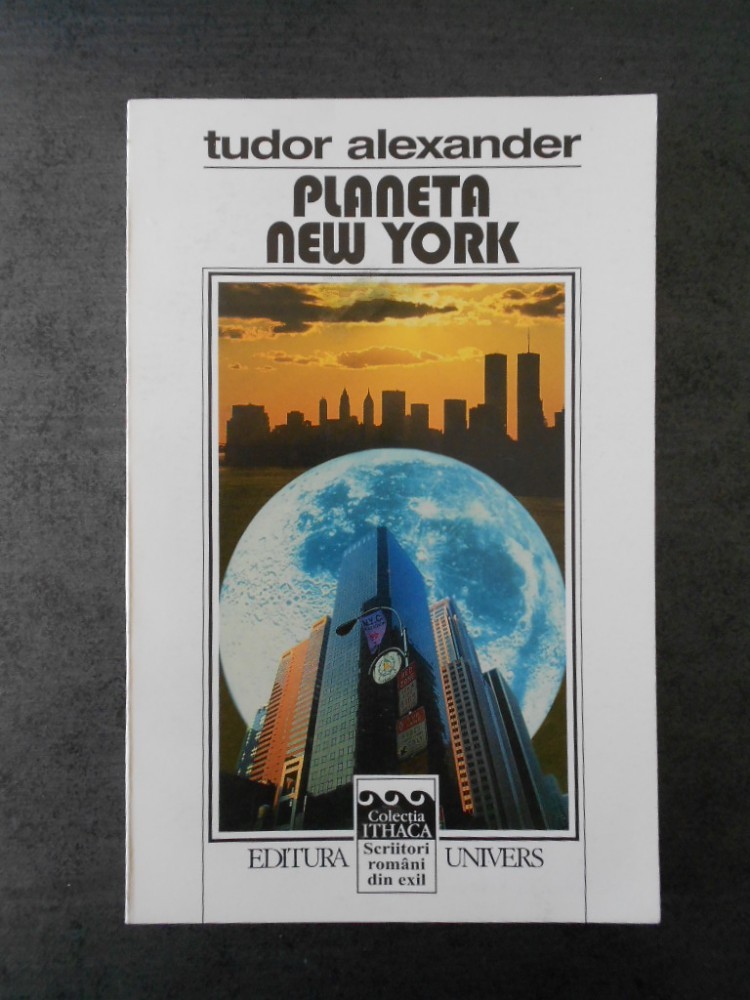 tudor alexander
PLANETA
NEW YORK
N.Y.C.
Colecția
ITHACA
EDITURA
Scriitori
români
din exil
UNIVERS